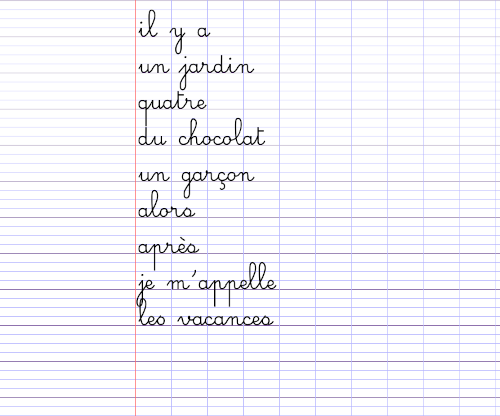 il y a
un jardin
quatre
du chocolat
un garçon
alors
après
je m'appelle
les vacances